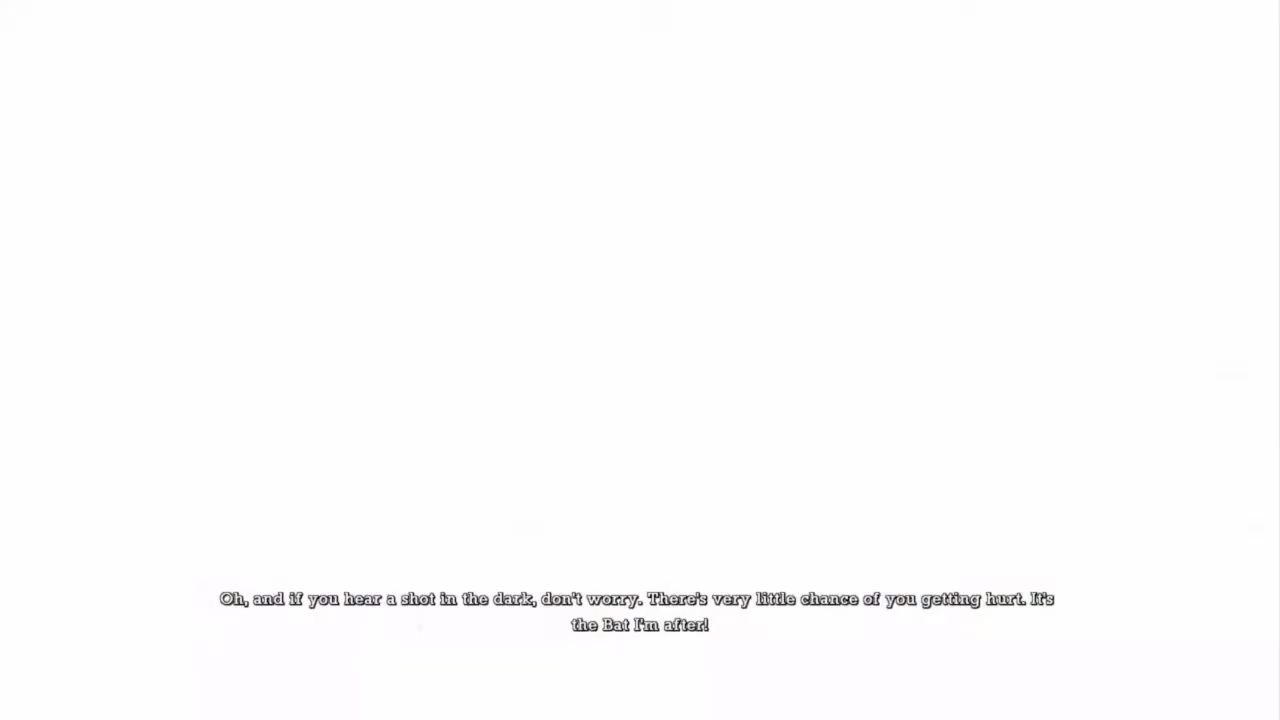 Oh, and if you hear a shot in the dark, don't worry. There's very little chance of you getting hurt. It's
the Bat I'm after!